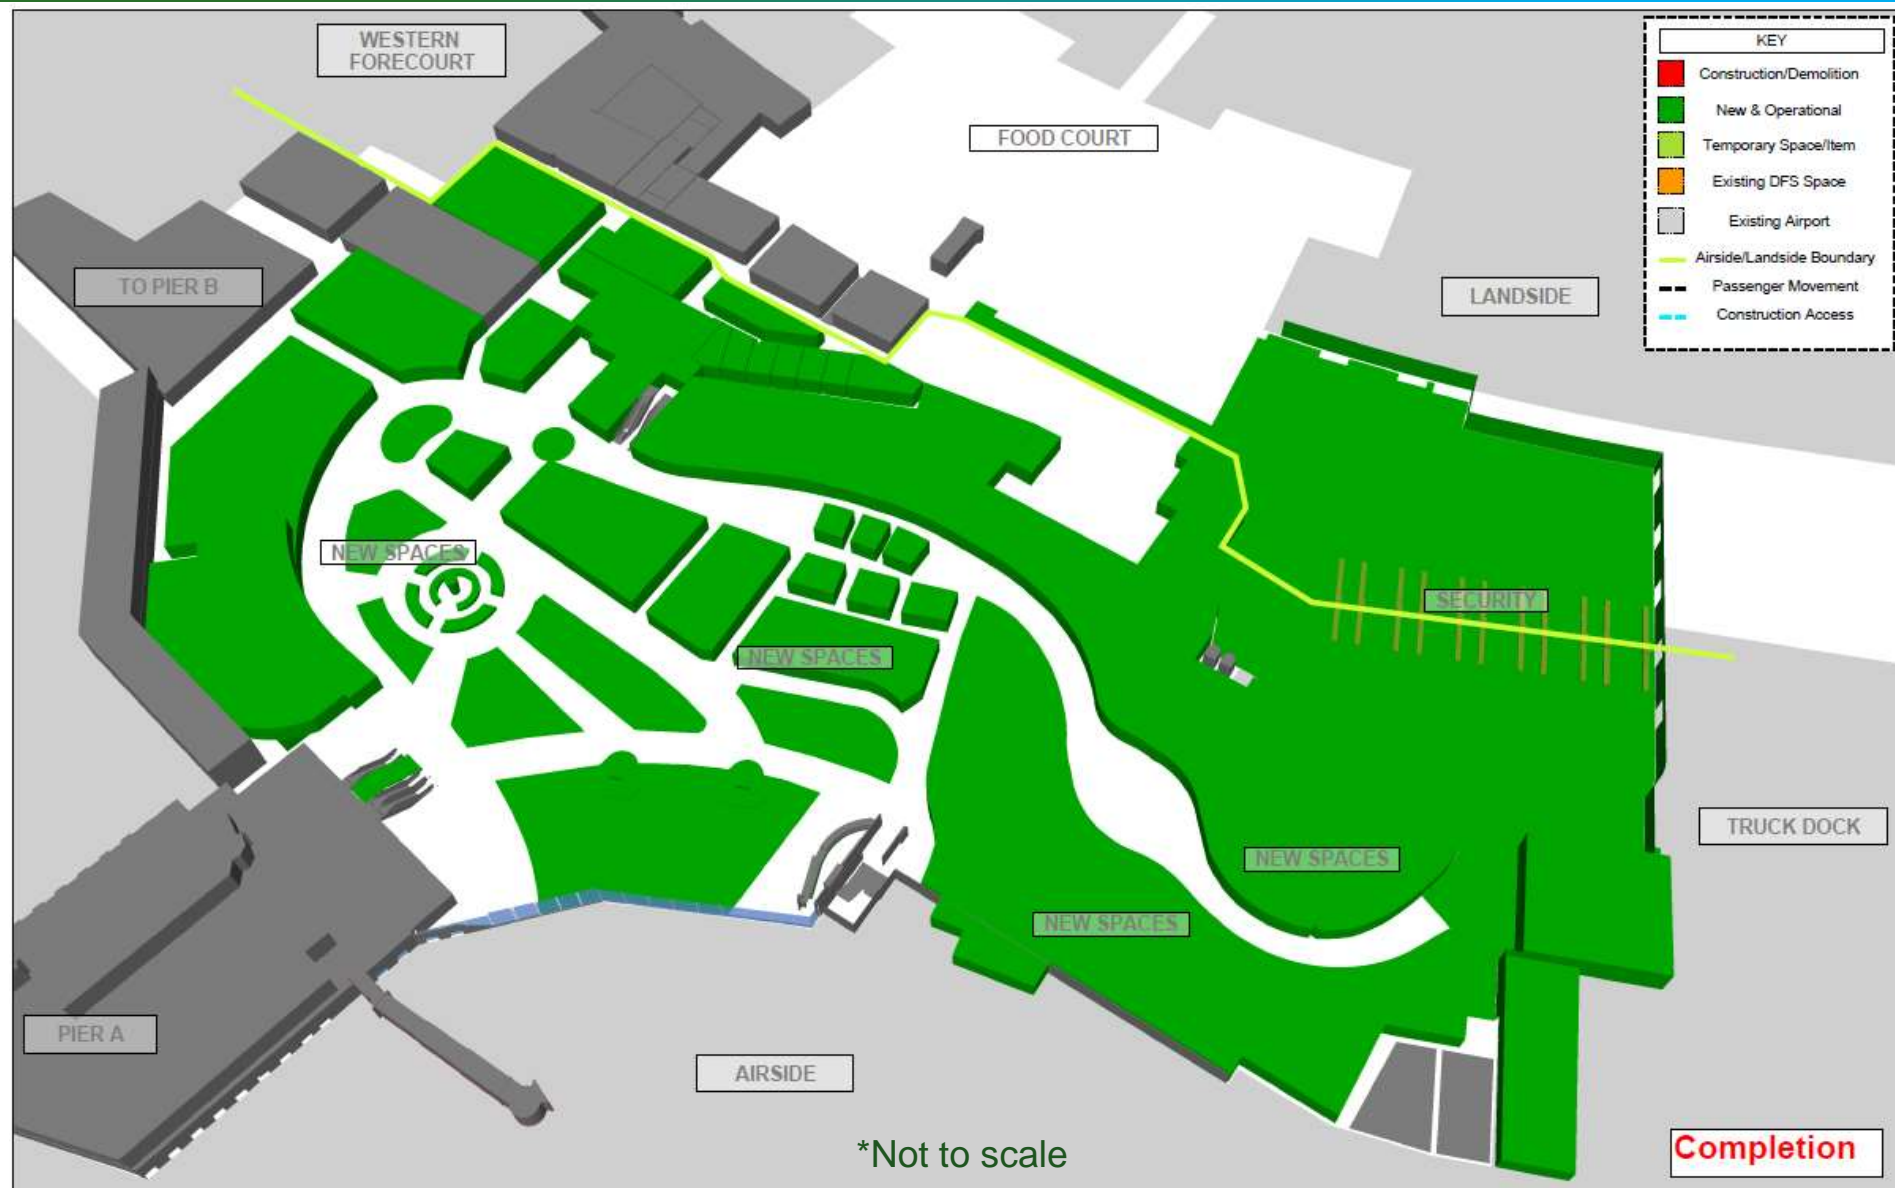 WESTERN
FORECOURT
FOOD COURT
TO PIER B
LANDSIDE
KEY
Construction/Demolition
New & Operational
Temporary Space/Item
Existing DFS Space
Existing Airport
Airside/Landside Boundary
Passenger Movement
Construction Access
NEW SPACES
SECURITY
NEW SPACES
TRUCK DOCK
NEW SPACES
NEW SPACES
PIER A
AIRSIDE
*Not to scale
Completion